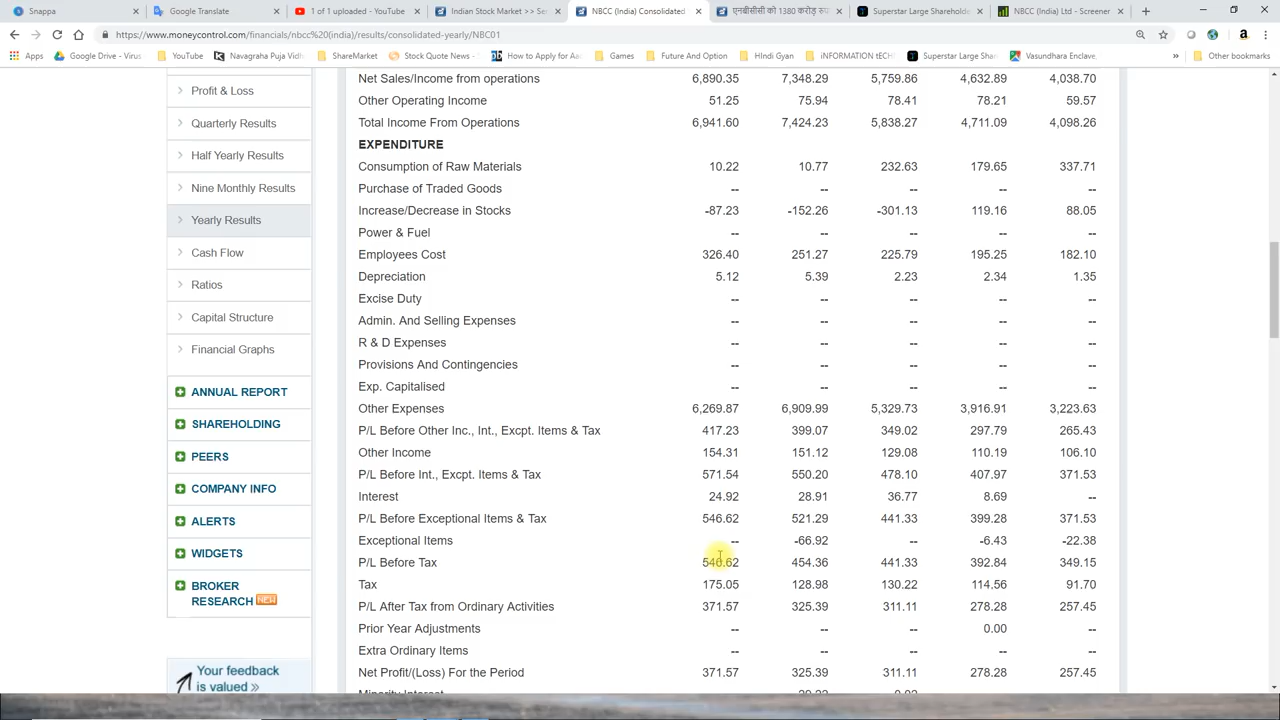 Snappa
Google Translate
1 of 1 uploaded - YouTube
Indian Stock Market >> Se
NBCC (India) Consolidated
एनबीसीसी को 1380 करोड़
Superstar Large Sharehold
NBCC (India) Ltd - Screener
https://www.moneycontrol.com/financials/nbcc%20(india)/results/consolidated-yearly/NBC01
Apps Google Drive - Virus YouTube Navagraha Puja Vidh ShareMarket Stock Quote News - How to Apply for Aa Games Future And Option HIndi Gyan iNFORMATION tECH Superstar Large Shar Vasundhara Enclave, » Other bookmarks
Profit & Loss
Quarterly Results
Half Yearly Results
Nine Monthly Results
Yearly Results
Cash Flow
Ratios
Capital Structure
Financial Graphs
ANNUAL REPORT
SHAREHOLDING
PEERS
COMPANY INFO
ALERTS
WIDGETS
BROKER
RESEARCH NEW
Your feedback
is valued »
Net Sales/Income from operations 6,890.35 7,348.29 5,759.86 4,632.89 4,038.70
Other Operating Income 51.25 75.94 78.41 78.21 59.57
Total Income From Operations 6,941.60 7,424.23 5,838.27 4,711.09 4,098.26
EXPENDITURE
Consumption of Raw Materials 10.22 10.77 232.63 179.65 337.71
Purchase of Traded Goods -- -- -- -- --
Increase/Decrease in Stocks -87.23 -152.26 -301.13 119.16 88.05
Power & Fuel -- -- -- -- --
Employees Cost 326.40 251.27 225.79 195.25 182.10
Depreciation 5.12 5.39 2.23 2.34 1.35
Excise Duty -- -- -- -- --
Admin. And Selling Expenses -- -- -- -- --
R & D Expenses -- -- -- -- --
Provisions And Contingencies -- -- -- -- --
Exp. Capitalised -- -- -- -- --
Other Expenses 6,269.87 6,909.99 5,329.73 3,916.91 3,223.63
P/L Before Other Inc., Int., Excpt. Items & Tax 417.23 399.07 349.02 297.79 265.43
Other Income 154.31 151.12 129.08 110.19 106.10
P/L Before Int., Excpt. Items & Tax 571.54 550.20 478.10 407.97 371.53
Interest 24.92 28.91 36.77 8.69 --
P/L Before Exceptional Items & Tax 546.62 521.29 441.33 399.28 371.53
Exceptional Items -- -66.92 -- -6.43 -22.38
P/L Before Tax 546.62 454.36 441.33 392.84 349.15
Tax 175.05 128.98 130.22 114.56 91.70
P/L After Tax from Ordinary Activities 371.57 325.39 311.11 278.28 257.45
Prior Year Adjustments -- -- -- 0.00 --
Extra Ordinary Items -- -- -- -- --
Net Profit/(Loss) For the Period 371.57 325.39 311.11 278.28 257.45